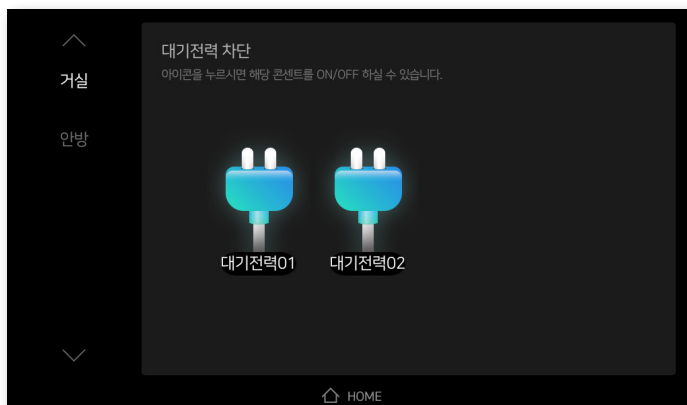 거실
안방
대기전력 차단
아이콘을 누르시면 해당 콘센트를 ON/OFF 하실 수 있습니다.
대기전력01
대기전력02
HOME